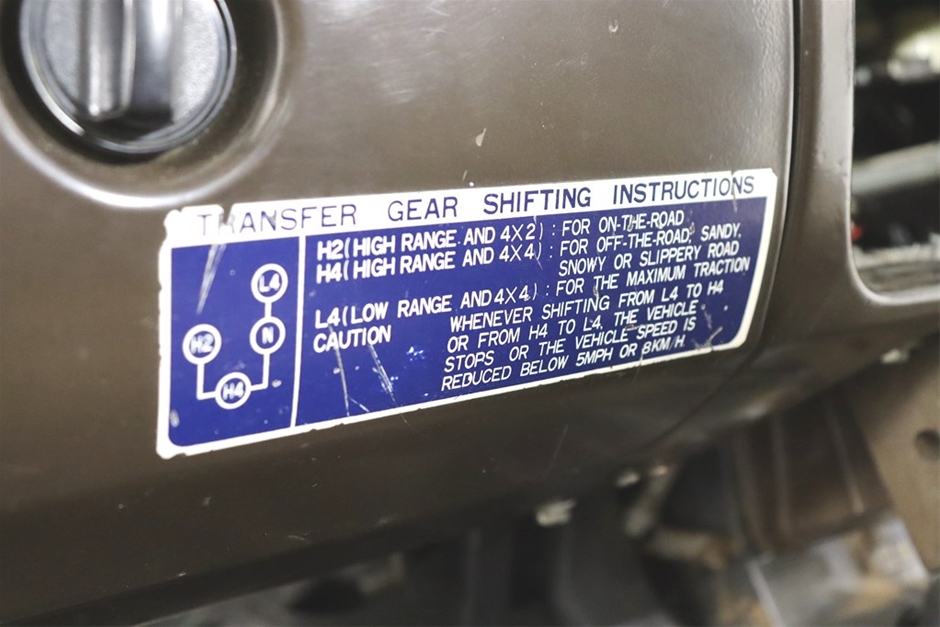 TRANSFER GEAR SHIFTING INSTRUCTIONS
H2 (HIGH RANGE AND 4X2) : FOR ON-THE-ROAD
H4 (HIGH RANGE AND 4X4) : FOR OFF-THE-ROAD, SANDY,
SNOWY OR SLIPPERY ROAD
L4 (LOW RANGE AND 4X4) : FOR THE MAXIMUM TRACTION
CAUTION WHENEVER SHIFTING FROM L4 TO H4
OR FROM H4 TO L4, THE VEHICLE
STOPS OR THE VEHICLE SPEED IS
REDUCED BELOW 5MPH OR 8KM/H
L4
H2 N
H4